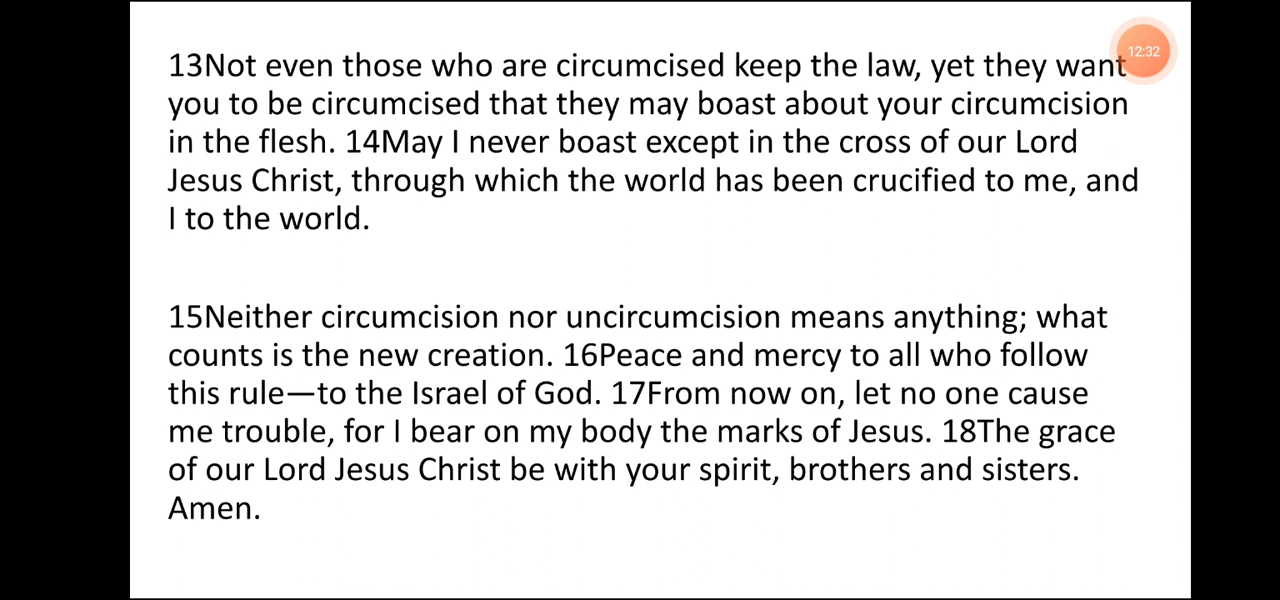 12:32
13Not even those who are circumcised keep the law, yet they want
you to be circumcised that they may boast about your circumcision
in the flesh. 14May I never boast except in the cross of our Lord
Jesus Christ, through which the world has been crucified to me, and
I to the world.
15Neither circumcision nor uncircumcision means anything; what
counts is the new creation. 16Peace and mercy to all who follow
this rule—to the Israel of God. 17From now on, let no one cause
me trouble, for I bear on my body the marks of Jesus. 18The grace
of our Lord Jesus Christ be with your spirit, brothers and sisters.
Amen.